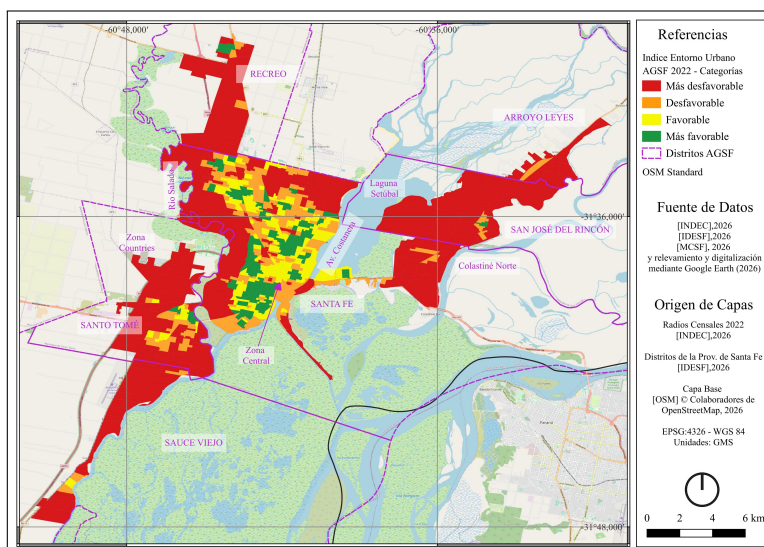 -60°48,000'
-60°36,000'
RECREO
ARROYO LEYES
Río Salado
Laguna
Setúbal
-31°36,000'
Av. Costanera
SAN JOSÉ DEL RINCÓN
Zona
Countries
Colastiné Norte
SANTA FE
SANTO TOMÉ
Zona
Central
SAUCE VIEJO
Paraná
-31°48,000'
Referencias
Indice Entorno Urbano
AGSF 2022 - Categorías
Más desfavorable
Desfavorable
Favorable
Más favorable
Distritos AGSF
OSM Standard
Fuente de Datos
[INDEC],2026
[IDESF],2026
[MCSF], 2026
y relevamiento y digitalización
mediante Google Earth (2026)
Origen de Capas
Radios Censales 2022
[INDEC],2026
Distritos de la Prov. de Santa Fe
[IDESF],2026
Capa Base
[OSM] © Colaboradores de
OpenStreetMap, 2026
EPSG:4326 - WGS 84
Unidades: GMS
0 2 4 6 km